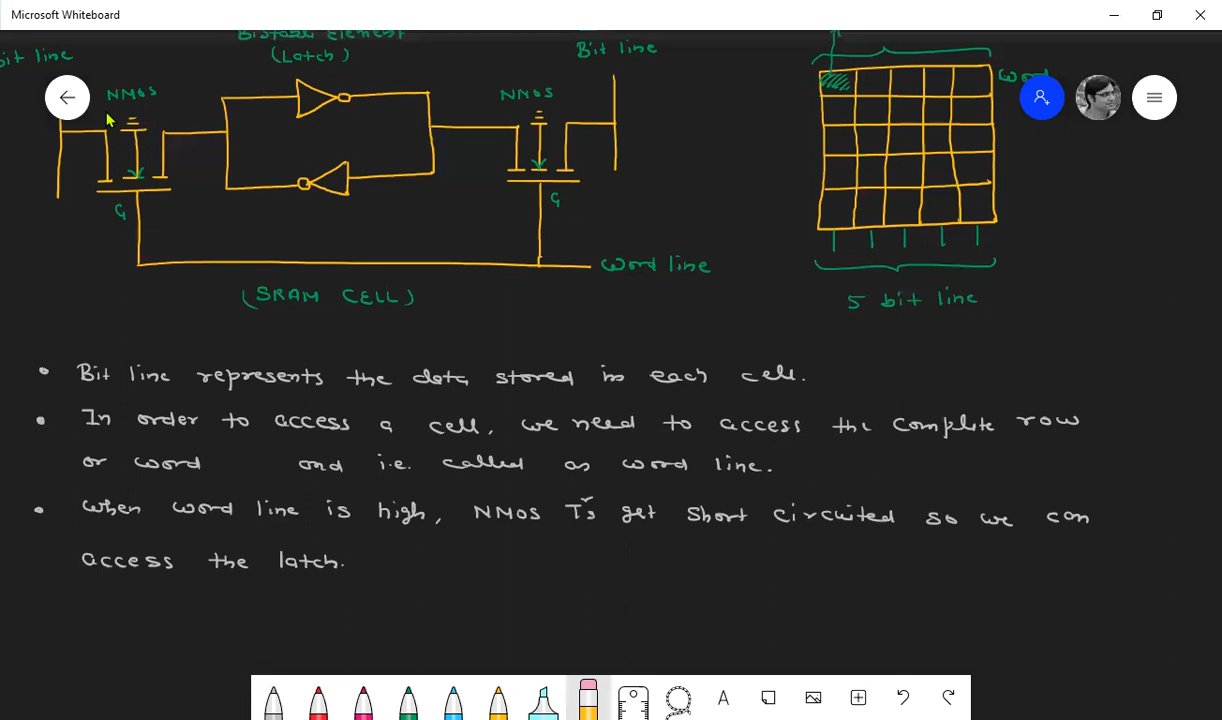 Microsoft Whiteboard
Bistable Element
(Latch)
Bit line
Bit line
NMOS
NMOS
G
G
Word line
(SRAM CELL)
Word
5 bit line
• Bit line represents the data stored in each cell.
• In order to access a cell, we need to access the complete row
or word and i.e. called as word line.
• When word line is high, NMOS Trs get short circuited so we can
access the latch.
A